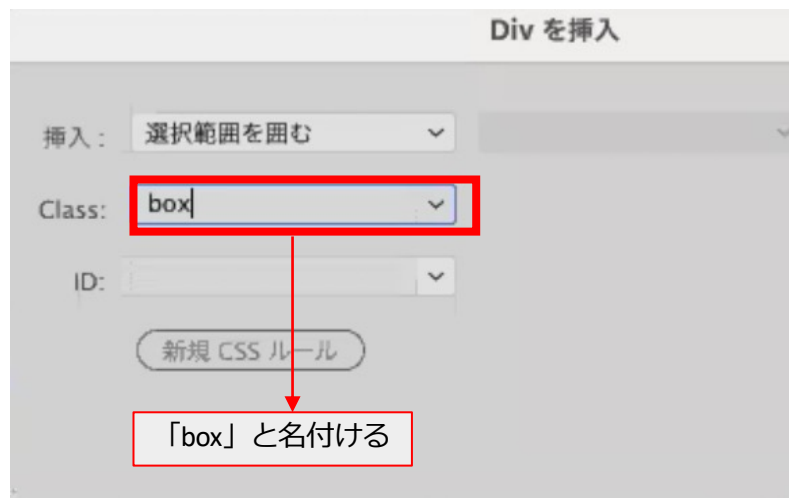 Div を挿入
挿入: 選択範囲を囲む
Class: box
ID:
新規 CSS ルール
「box」と名付ける